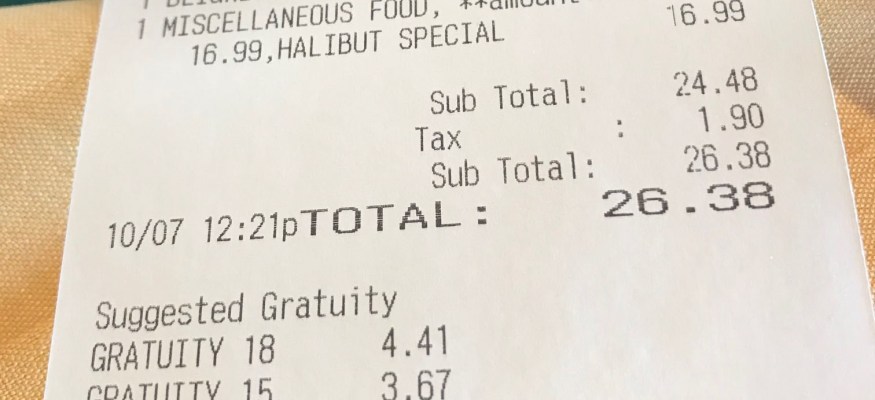 1 MISCELLANEOUS FOOD, **amount 16.99
16.99,HALIBUT SPECIAL
Sub Total: 24.48
Tax : 1.90
Sub Total: 26.38
10/07 12:21pTOTAL: 26.38
Suggested Gratuity
GRATUITY 18 4.41
GRATUITY 15 3.67